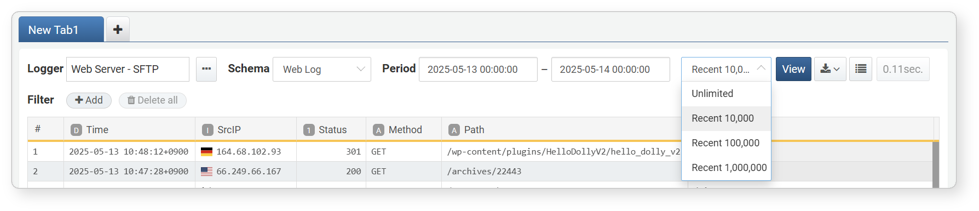 New Tab1 +
Logger Web Server - SFTP ••• Schema Web Log Period 2025-05-13 00:00:00 – 2025-05-14 00:00:00 Recent 10,0... View 0.11sec.
Filter + Add Delete all
Unlimited
Recent 10,000
Recent 100,000
Recent 1,000,000
# D Time I SrcIP 1 Status A Method A Path
1 2025-05-13 10:48:12+0900 164.68.102.93 301 GET /wp-content/plugins/HelloDollyV2/hello_dolly_v2
2 2025-05-13 10:47:28+0900 66.249.66.167 200 GET /archives/22443